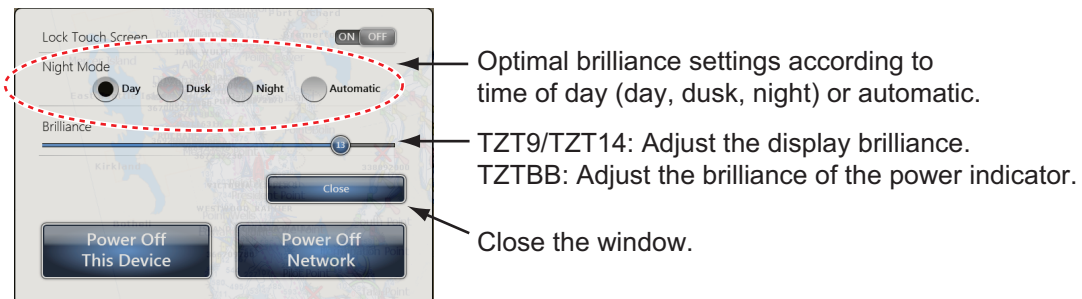 Lock Touch Screen
ON OFF
Night Mode
Day Dusk Night Automatic
Brilliance
13
Close
Power Off
This Device
Power Off
Network
Optimal brilliance settings according to
time of day (day, dusk, night) or automatic.
TZT9/TZT14: Adjust the display brilliance.
TZTBB: Adjust the brilliance of the power indicator.
Close the window.